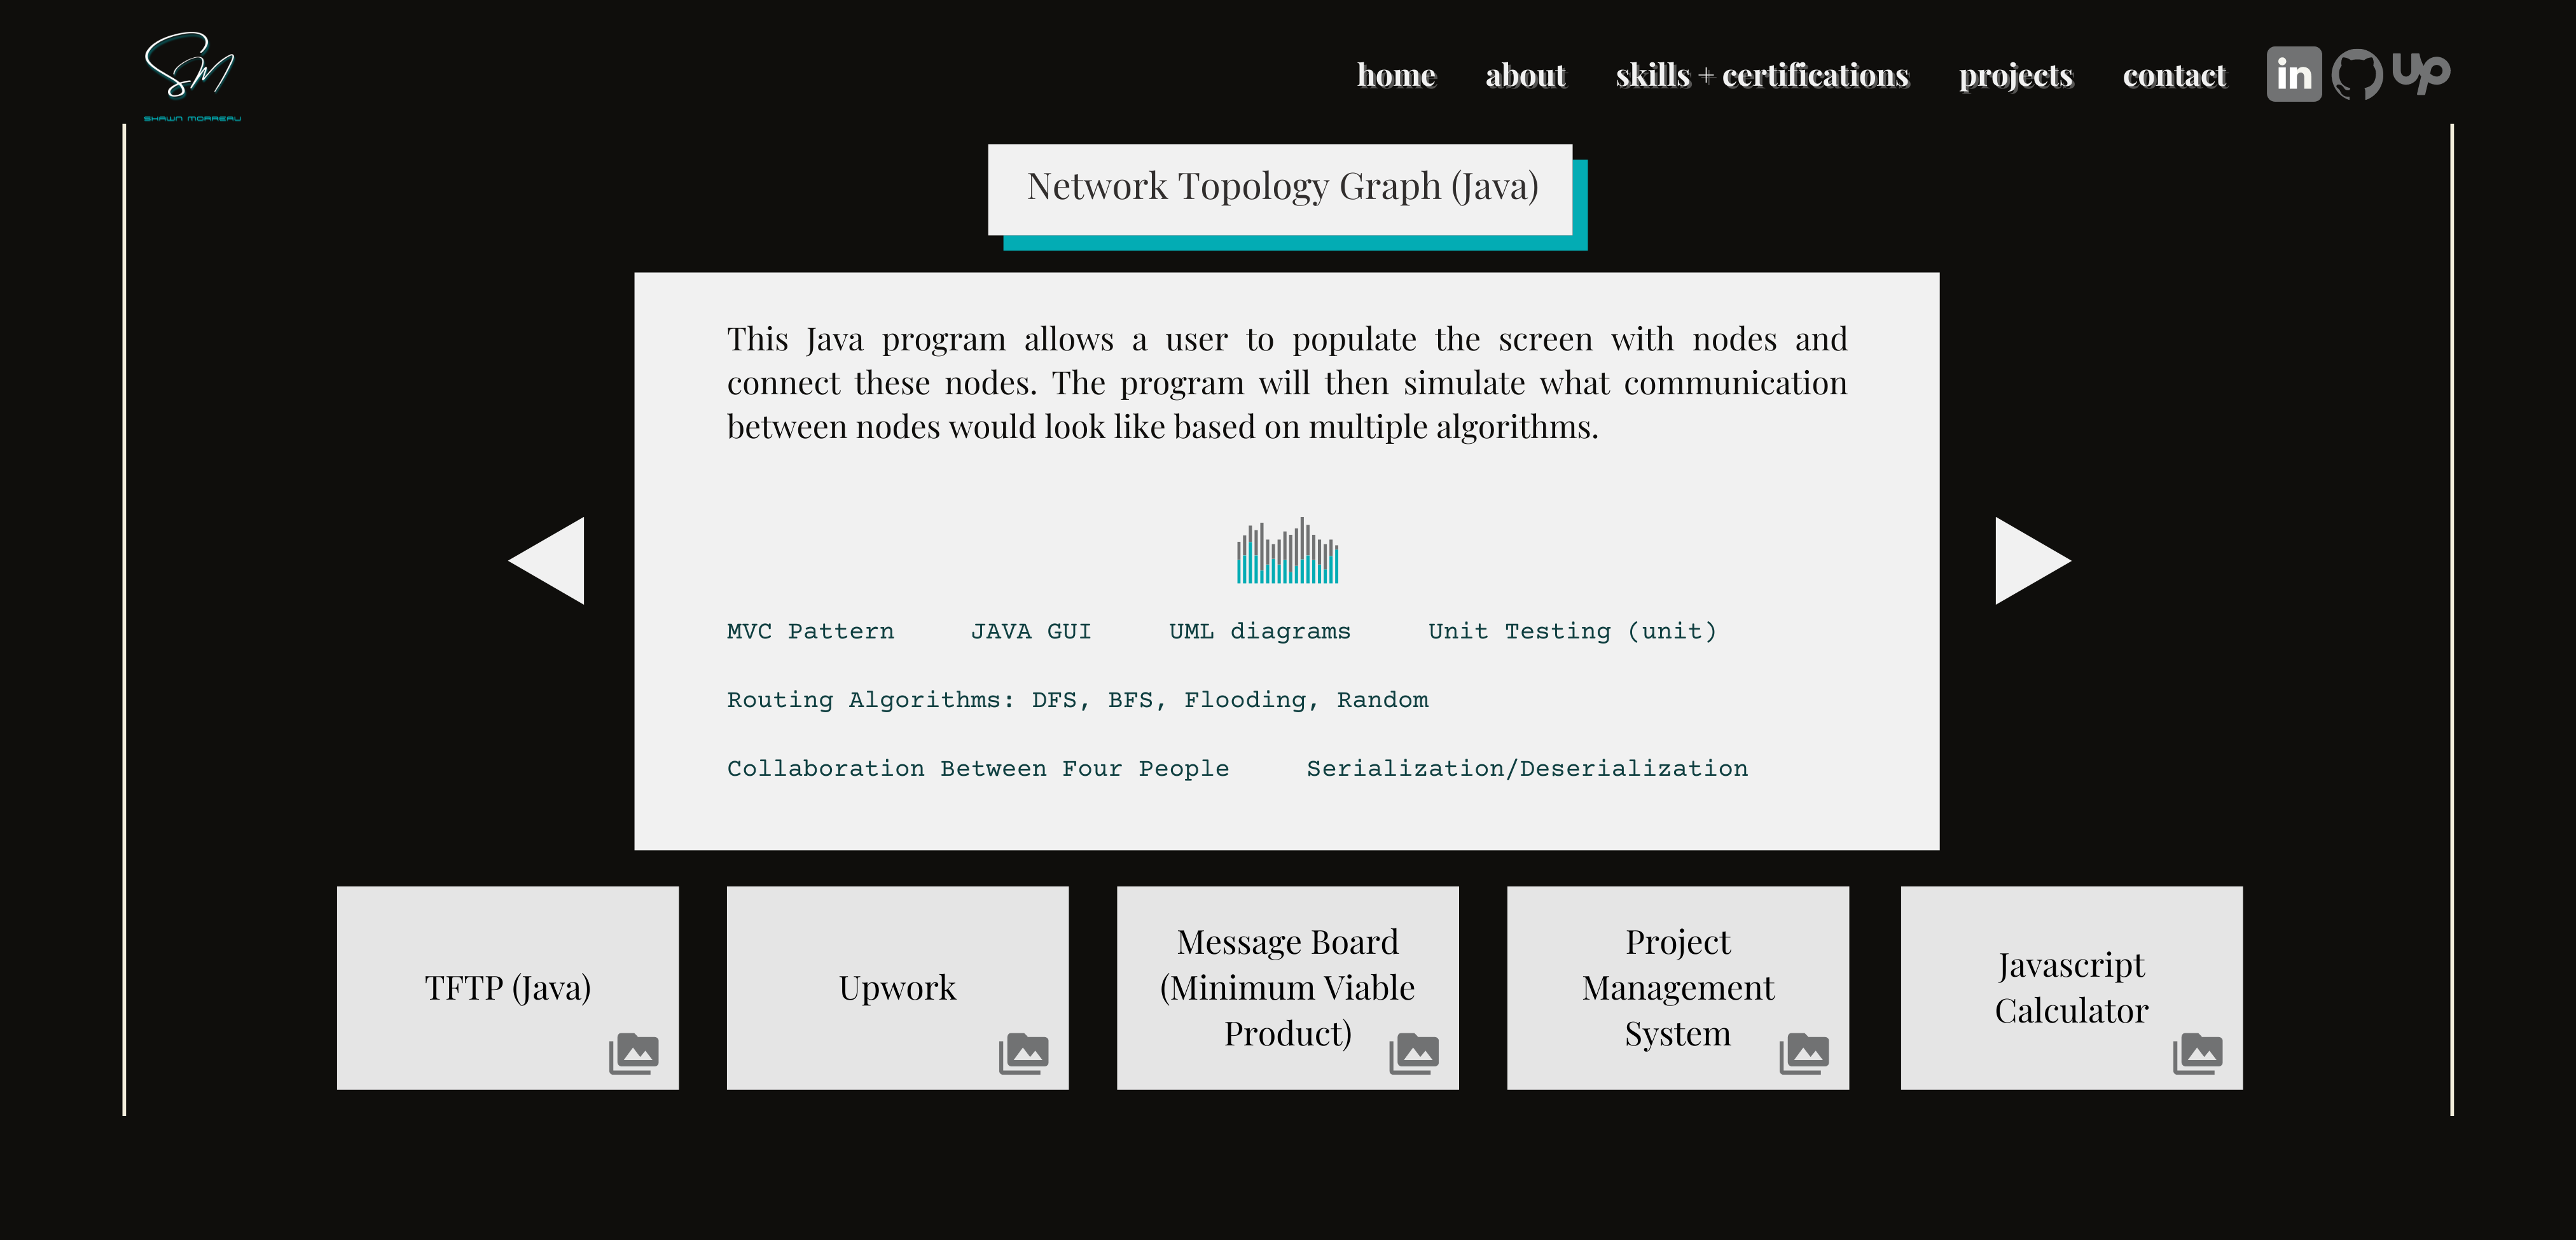 SM
SHAWN MORREAU
home about skills + certifications projects contact in up
Network Topology Graph (Java)
This Java program allows a user to populate the screen with nodes and
connect these nodes. The program will then simulate what communication
between nodes would look like based on multiple algorithms.
MVC Pattern JAVA GUI UML diagrams Unit Testing (unit)
Routing Algorithms: DFS, BFS, Flooding, Random
Collaboration Between Four People Serialization/Deserialization
TFTP (Java)
Upwork
Message Board
(Minimum Viable
Product)
Project
Management
System
Javascript
Calculator